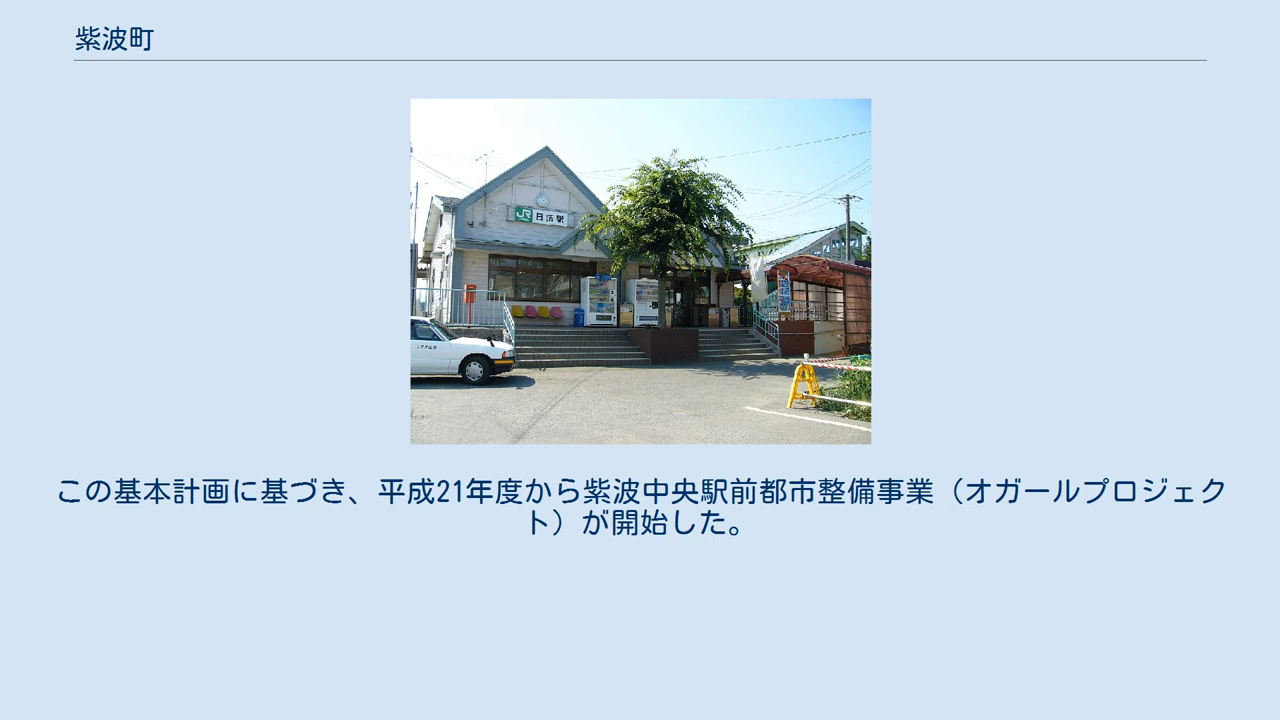 紫波町
JR 日詰駅
この基本計画に基づき、平成21年度から紫波中央駅前都市整備事業（オガールプロジェク
ト）が開始した。